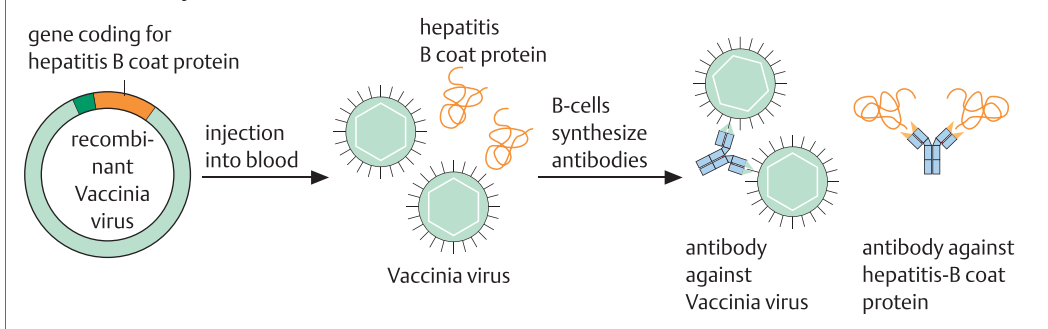 gene coding for
hepatitis B coat protein
recombi-
nant
Vaccinia
virus
injection
into blood
hepatitis
B coat protein
Vaccinia virus
B-cells
synthesize
antibodies
antibody
against
Vaccinia virus
antibody against
hepatitis-B coat
protein